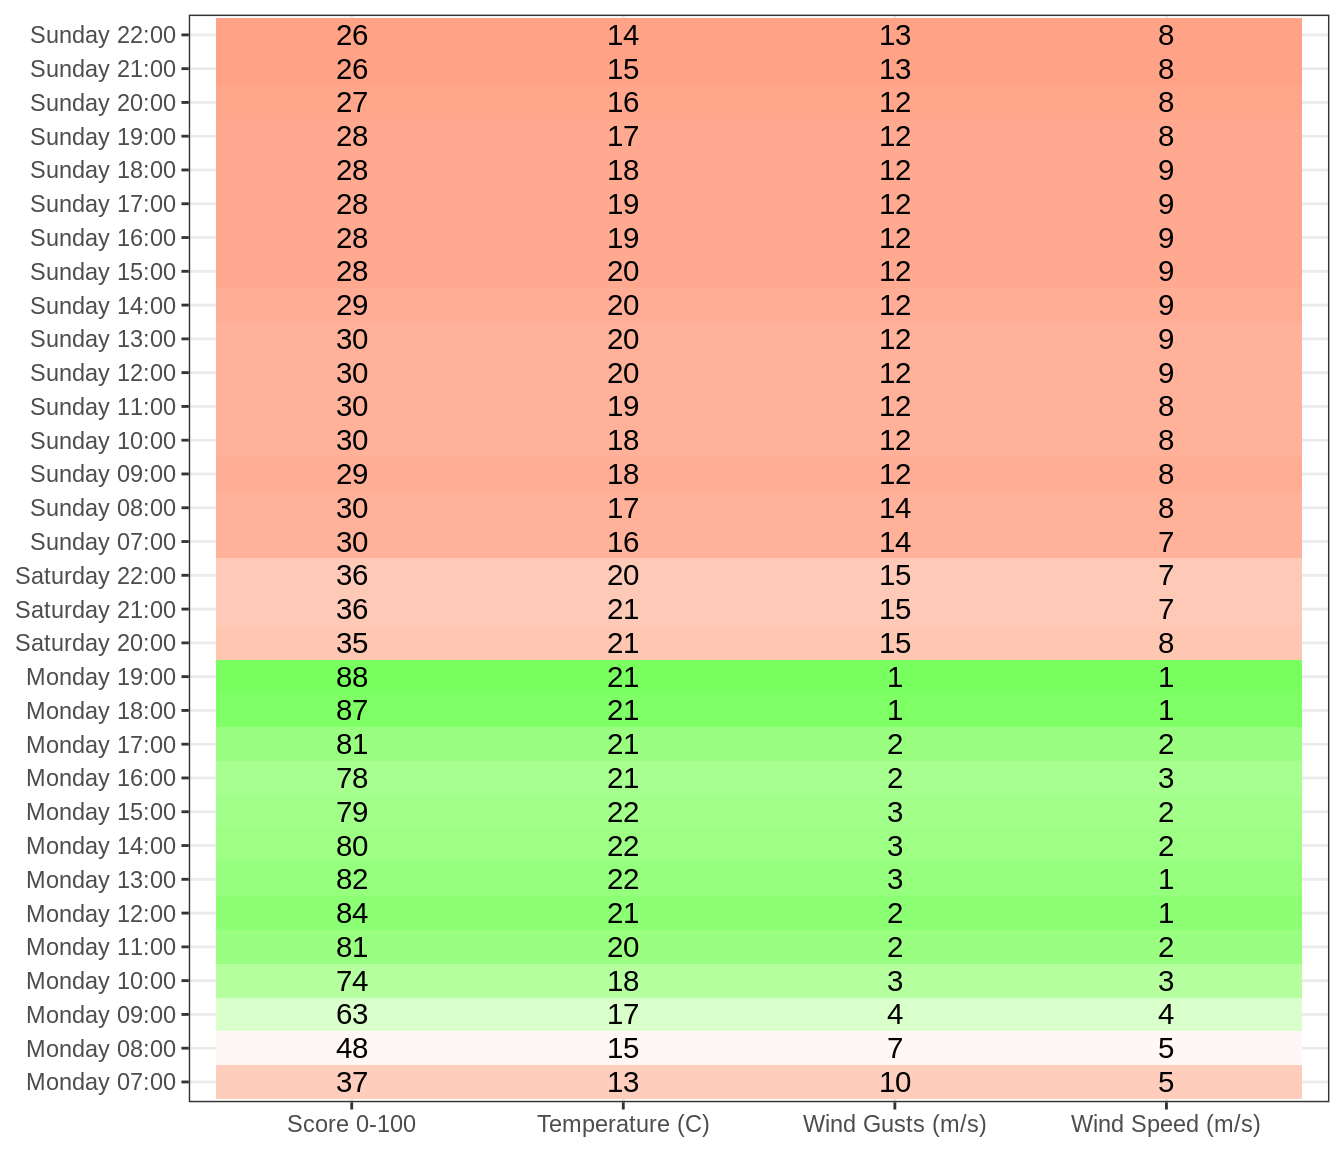 Sunday 22:00 26 14 13 8
Sunday 21:00 26 15 13 8
Sunday 20:00 27 16 12 8
Sunday 19:00 28 17 12 8
Sunday 18:00 28 18 12 9
Sunday 17:00 28 19 12 9
Sunday 16:00 28 19 12 9
Sunday 15:00 28 20 12 9
Sunday 14:00 29 20 12 9
Sunday 13:00 30 20 12 9
Sunday 12:00 30 20 12 9
Sunday 11:00 30 19 12 8
Sunday 10:00 30 18 12 8
Sunday 09:00 29 18 12 8
Sunday 08:00 30 17 14 8
Sunday 07:00 30 16 14 7
Saturday 22:00 36 20 15 7
Saturday 21:00 36 21 15 7
Saturday 20:00 35 21 15 8
Monday 19:00 88 21 1 1
Monday 18:00 87 21 1 1
Monday 17:00 81 21 2 2
Monday 16:00 78 21 2 3
Monday 15:00 79 22 3 2
Monday 14:00 80 22 3 2
Monday 13:00 82 22 3 1
Monday 12:00 84 21 2 1
Monday 11:00 81 20 2 2
Monday 10:00 74 18 3 3
Monday 09:00 63 17 4 4
Monday 08:00 48 15 7 5
Monday 07:00 37 13 10 5
Score 0-100 Temperature (C) Wind Gusts (m/s) Wind Speed (m/s)